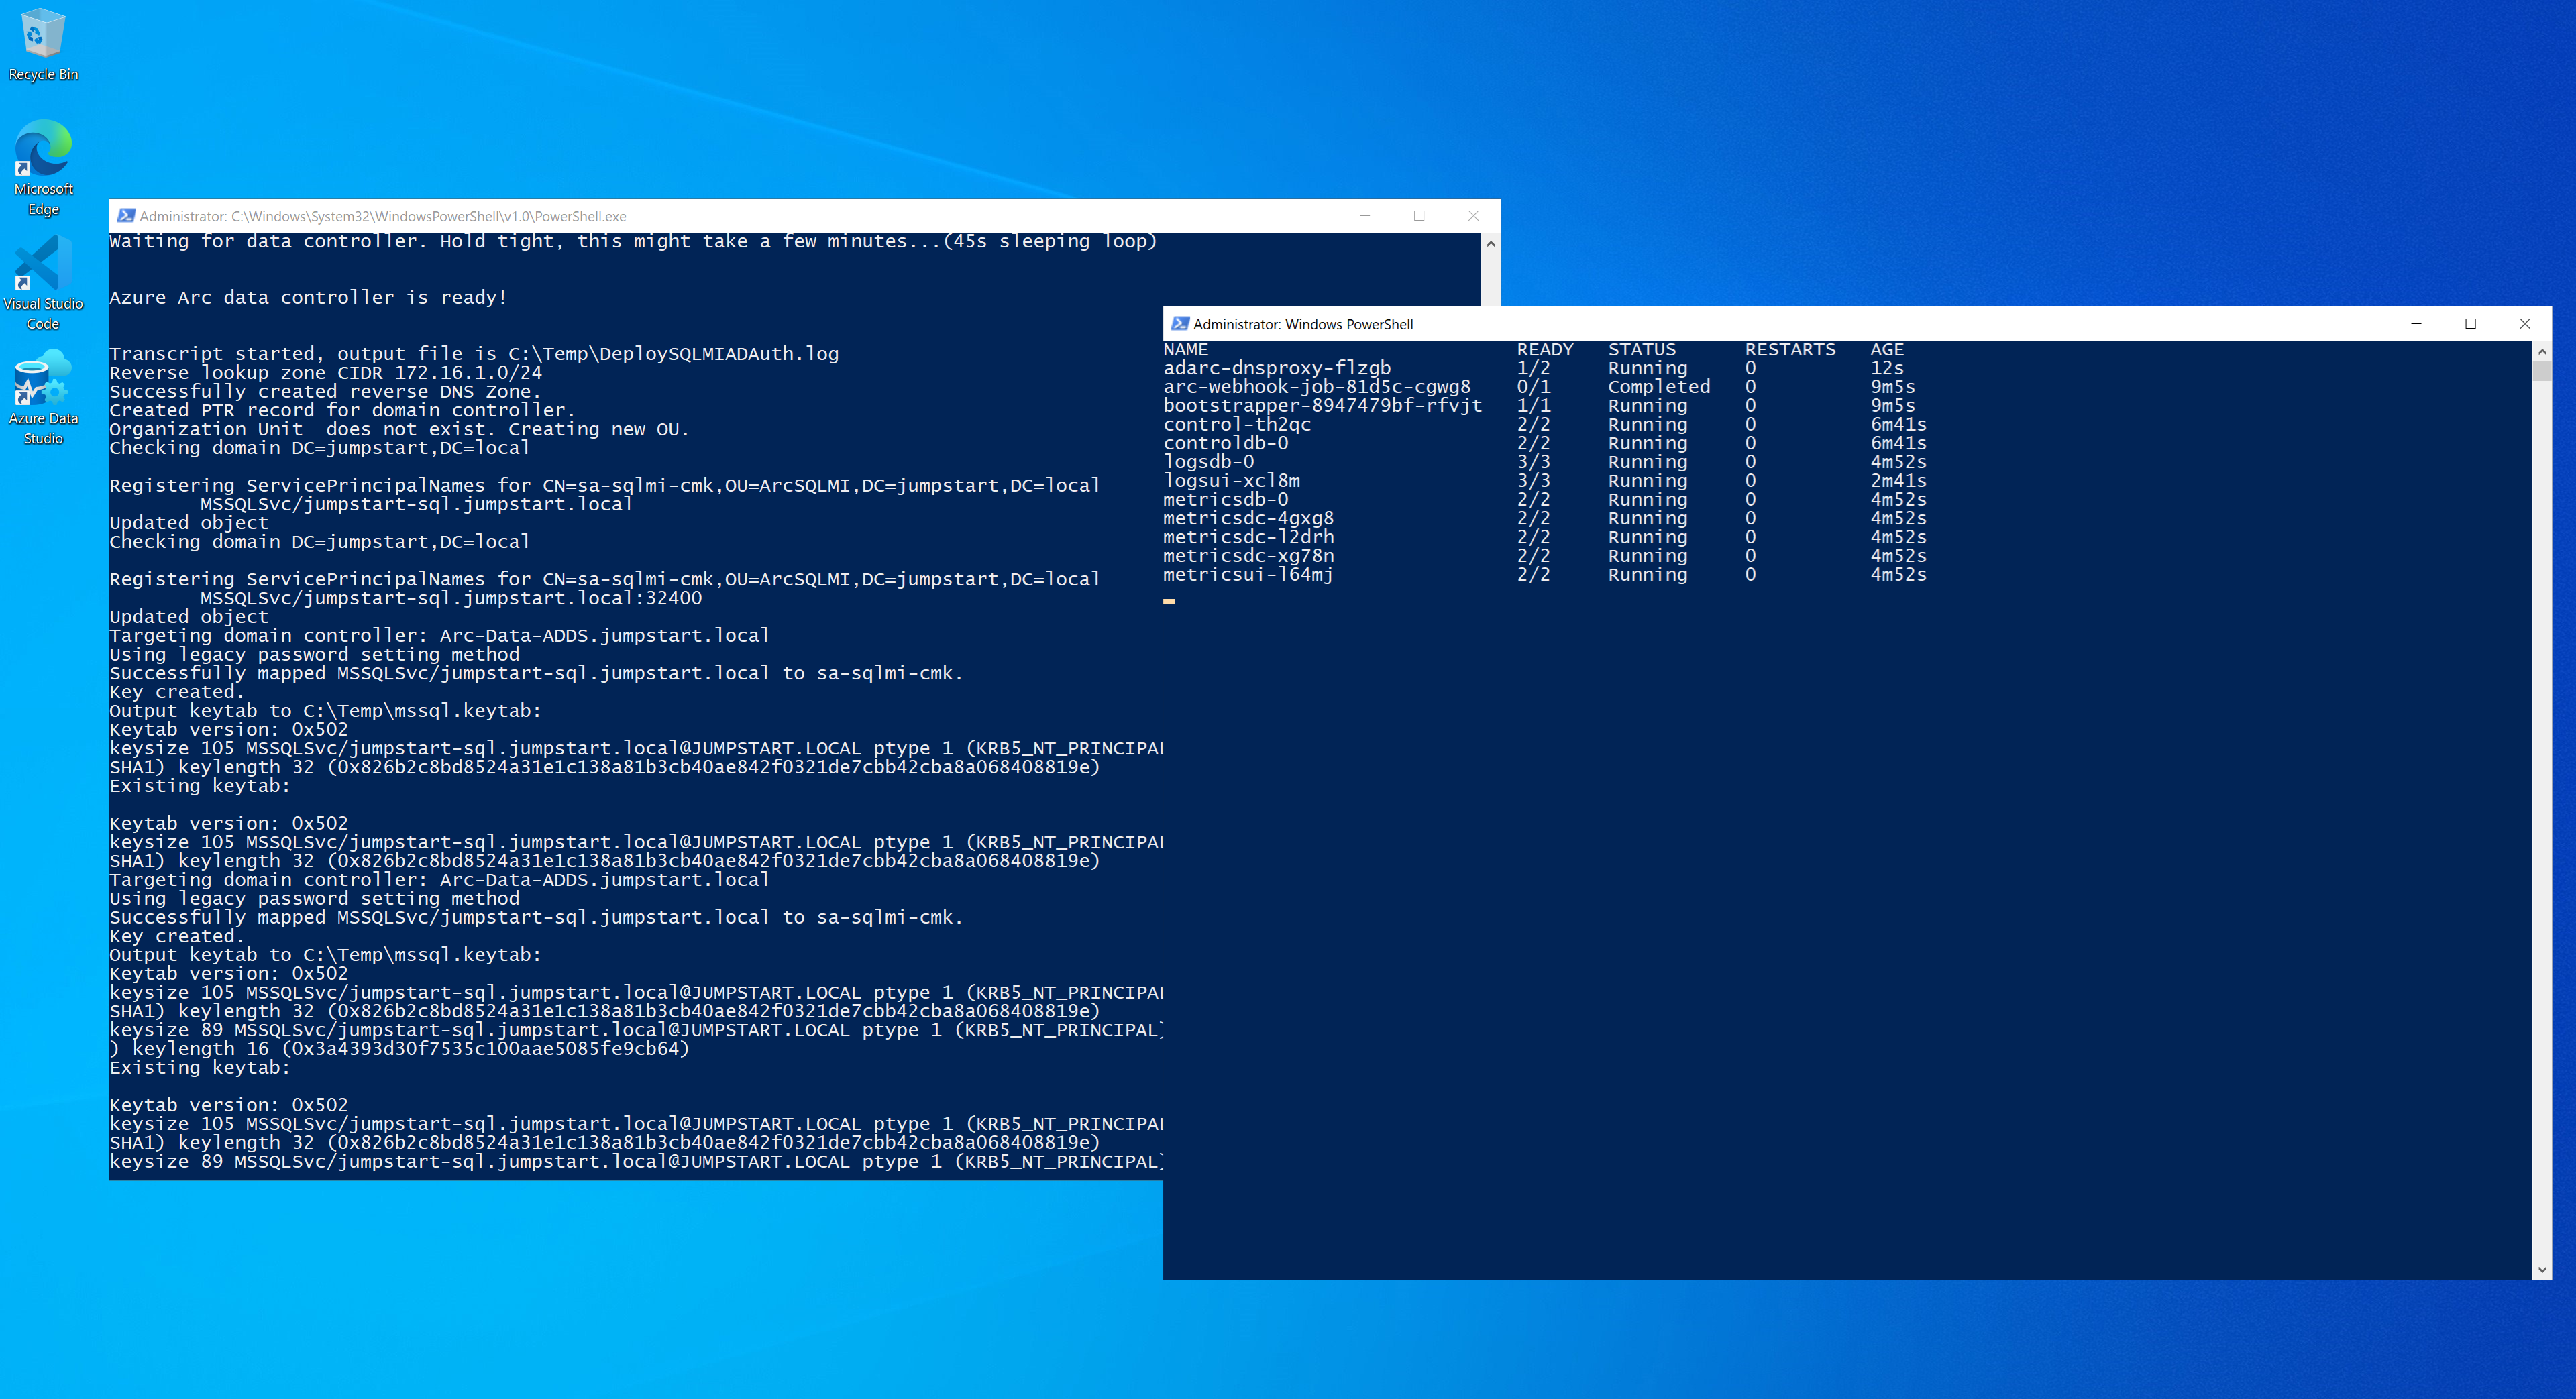 Recycle Bin
Microsoft
Edge
Visual Studio
Code
Azure Data
Studio
Administrator: C:\Windows\System32\WindowsPowerShell\v1.0\PowerShell.exe
Waiting for data controller. Hold tight, this might take a few minutes...(45s sleeping loop)
Azure Arc data controller is ready!
Transcript started, output file is C:\Temp\DeploySQLMIADAuth.log
Reverse lookup zone CIDR 172.16.1.0/24
Successfully created reverse DNS Zone.
Created PTR record for domain controller.
Organization Unit  does not exist. Creating new OU.
Checking domain DC=jumpstart,DC=local
Registering ServicePrincipalNames for CN=sa-sqlmi-cmk,OU=ArcSQLMI,DC=jumpstart,DC=local
MSSQLSvc/jumpstart-sql.jumpstart.local
Updated object
Checking domain DC=jumpstart,DC=local
Registering ServicePrincipalNames for CN=sa-sqlmi-cmk,OU=ArcSQLMI,DC=jumpstart,DC=local
MSSQLSvc/jumpstart-sql.jumpstart.local:32400
Updated object
Targeting domain controller: Arc-Data-ADDS.jumpstart.local
Using legacy password setting method
Successfully mapped MSSQLSvc/jumpstart-sql.jumpstart.local to sa-sqlmi-cmk.
Key created.
Output keytab to C:\Temp\mssql.keytab:
Keytab version: 0x502
keysize 105 MSSQLSvc/jumpstart-sql.jumpstart.local@JUMPSTART.LOCAL ptype 1 (KRB5_NT_PRINCIPAL
SHA1) keylength 32 (0x826b2c8bd8524a31e1c138a81b3cb40ae842f0321de7cbb42cba8a068408819e)
Existing keytab:
Keytab version: 0x502
keysize 105 MSSQLSvc/jumpstart-sql.jumpstart.local@JUMPSTART.LOCAL ptype 1 (KRB5_NT_PRINCIPAL
SHA1) keylength 32 (0x826b2c8bd8524a31e1c138a81b3cb40ae842f0321de7cbb42cba8a068408819e)
Targeting domain controller: Arc-Data-ADDS.jumpstart.local
Using legacy password setting method
Successfully mapped MSSQLSvc/jumpstart-sql.jumpstart.local to sa-sqlmi-cmk.
Key created.
Output keytab to C:\Temp\mssql.keytab:
Keytab version: 0x502
keysize 105 MSSQLSvc/jumpstart-sql.jumpstart.local@JUMPSTART.LOCAL ptype 1 (KRB5_NT_PRINCIPAL
SHA1) keylength 32 (0x826b2c8bd8524a31e1c138a81b3cb40ae842f0321de7cbb42cba8a068408819e)
keysize 89 MSSQLSvc/jumpstart-sql.jumpstart.local@JUMPSTART.LOCAL ptype 1 (KRB5_NT_PRINCIPAL)
) keylength 16 (0x3a4393d30f7535c100aae5085fe9cb64)
Existing keytab:
Keytab version: 0x502
keysize 105 MSSQLSvc/jumpstart-sql.jumpstart.local@JUMPSTART.LOCAL ptype 1 (KRB5_NT_PRINCIPAL
SHA1) keylength 32 (0x826b2c8bd8524a31e1c138a81b3cb40ae842f0321de7cbb42cba8a068408819e)
keysize 89 MSSQLSvc/jumpstart-sql.jumpstart.local@JUMPSTART.LOCAL ptype 1 (KRB5_NT_PRINCIPAL)
Administrator: Windows PowerShell
NAME READY STATUS RESTARTS AGE
adarc-dnsproxy-flzgb 1/2 Running 0 12s
arc-webhook-job-81d5c-cgwg8 0/1 Completed 0 9m5s
bootstrapper-8947479bf-rfvjt 1/1 Running 0 9m5s
control-th2qc 2/2 Running 0 6m41s
controldb-0 2/2 Running 0 6m41s
logsdb-0 3/3 Running 0 4m52s
logsui-xcl8m 3/3 Running 0 2m41s
metricsdb-0 2/2 Running 0 4m52s
metricsdc-4gxg8 2/2 Running 0 4m52s
metricsdc-l2drh 2/2 Running 0 4m52s
metricsdc-xg78n 2/2 Running 0 4m52s
metricsui-l64mj 2/2 Running 0 4m52s